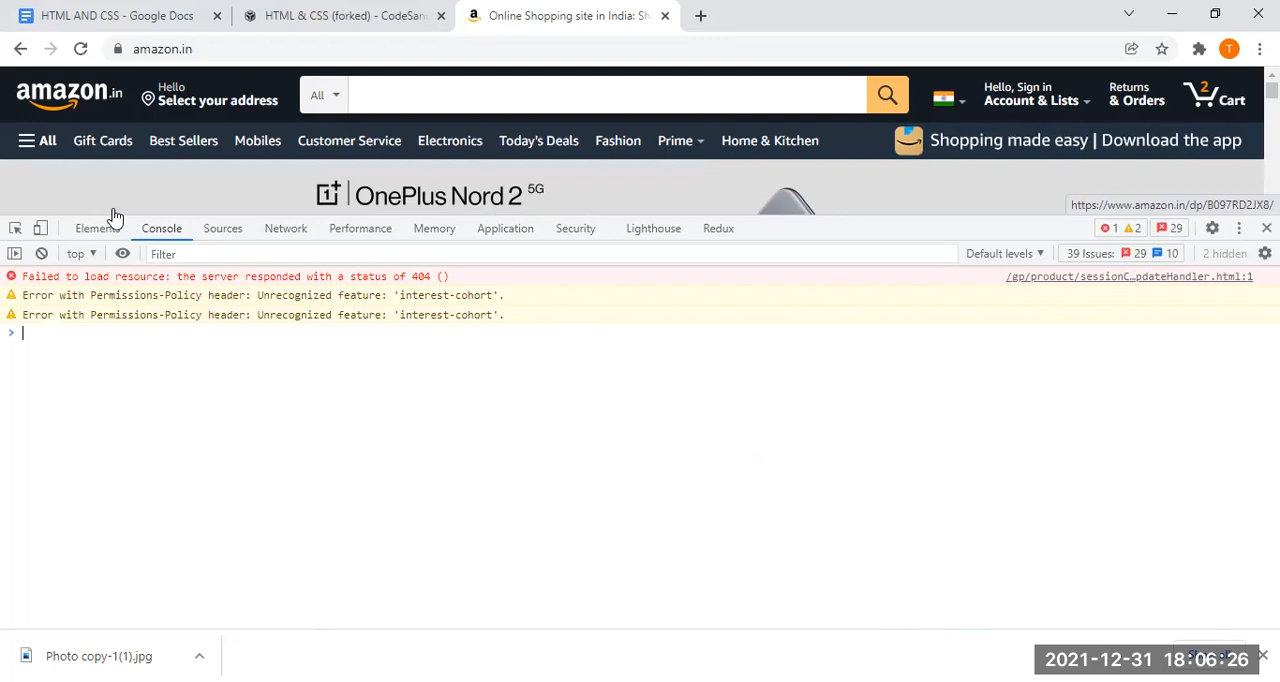 HTML AND CSS - Google Docs
HTML & CSS (forked) - CodeSan
Online Shopping site in India: Sh
amazon.in
amazon.in
Hello
Select your address
All
Hello, Sign in
Account & Lists
Returns
& Orders
2
Cart
All Gift Cards Best Sellers Mobiles Customer Service Electronics Today's Deals Fashion Prime Home & Kitchen
Shopping made easy | Download the app
OnePlus Nord 2 5G
https://www.amazon.in/dp/B097RD2JX8/
Elements Console Sources Network Performance Memory Application Security Lighthouse Redux 1 2 29
top Filter Default levels 39 Issues: 29 10 2 hidden
Failed to load resource: the server responded with a status of 404 () /gp/product/sessionC…pdateHandler.html:1
Error with Permissions-Policy header: Unrecognized feature: 'interest-cohort'.
Error with Permissions-Policy header: Unrecognized feature: 'interest-cohort'.
Photo copy-1(1).jpg
2021-12-31 18:06:26